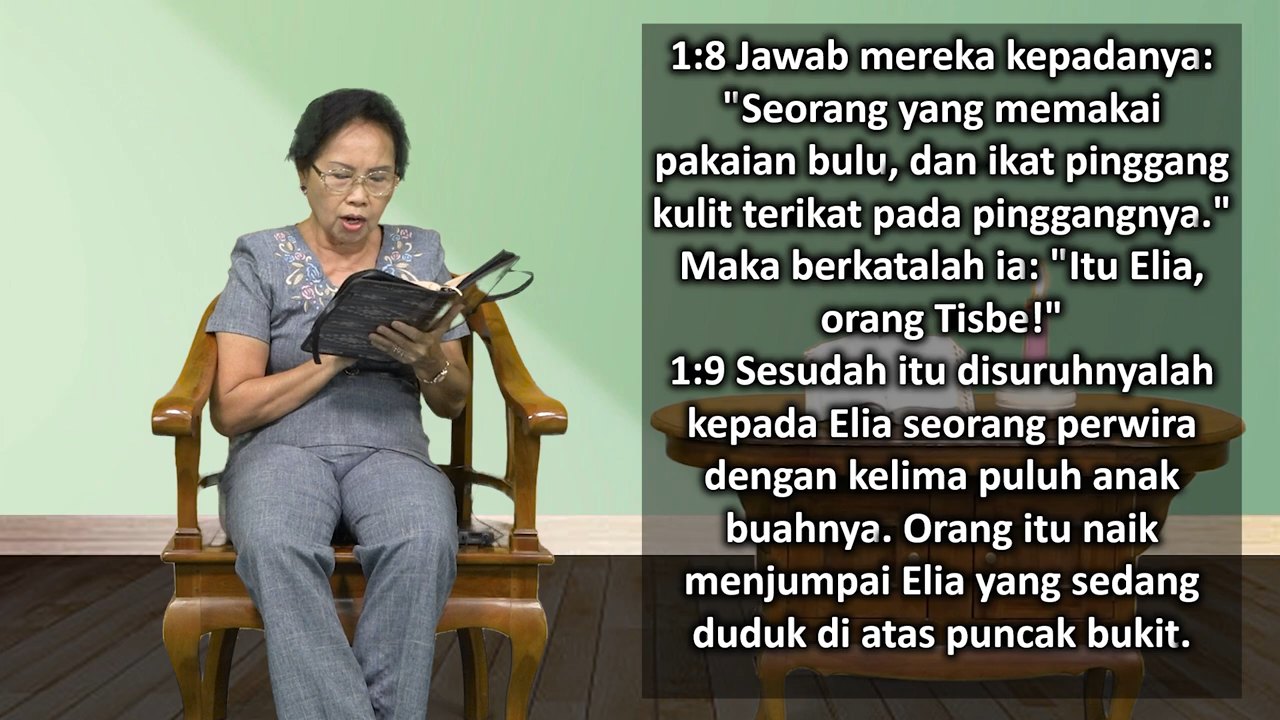 1:8 Jawab mereka kepadanya:
"Seorang yang memakai
pakaian bulu, dan ikat pinggang
kulit terikat pada pinggangnya."
Maka berkatalah ia: "Itu Elia,
orang Tisbe!"
1:9 Sesudah itu disuruhnyalah
kepada Elia seorang perwira
dengan kelima puluh anak
buahnya. Orang itu naik
menjumpai Elia yang sedang
duduk di atas puncak bukit.